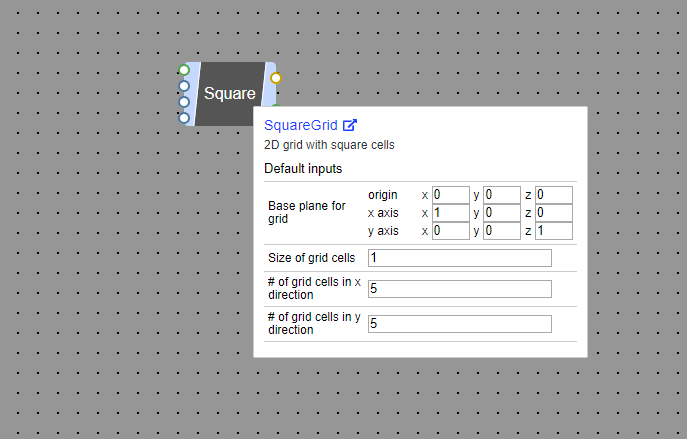 Square
SquareGrid
2D grid with square cells
Default inputs
Base plane for
grid
origin x 0 y 0 z 0
x axis x 1 y 0 z 0
y axis x 0 y 0 z 1
Size of grid cells 1
# of grid cells in x
direction
5
# of grid cells in y
direction
5